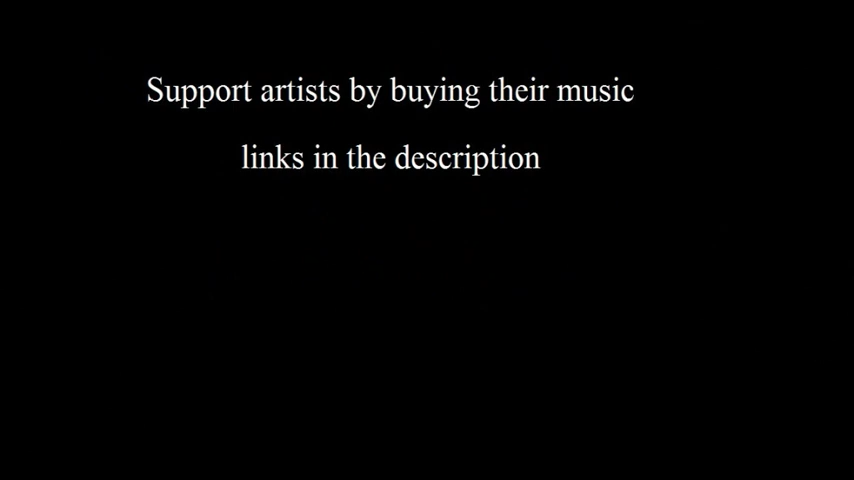 Support artists by buying their music
links in the description